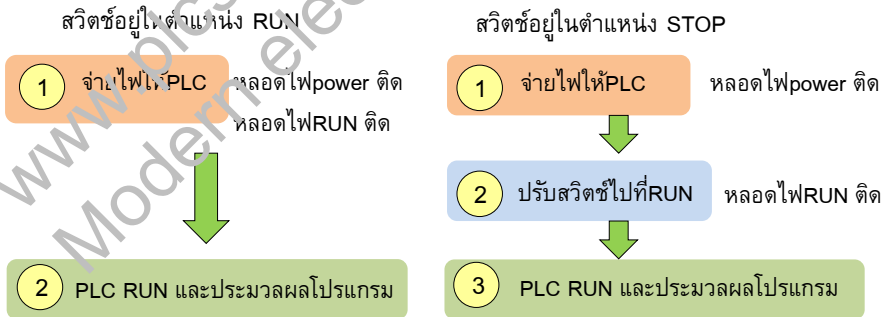 สวิตช์อยู่ในตำแหน่ง RUN
1 จ่ายไฟให้PLC หลอดไฟpower ติด
หลอดไฟRUN ติด
2 PLC RUN และประมวลผลโปรแกรม
สวิตช์อยู่ในตำแหน่ง STOP
1 จ่ายไฟให้PLC หลอดไฟpower ติด
2 ปรับสวิตช์ไปที่RUN หลอดไฟRUN ติด
3 PLC RUN และประมวลผลโปรแกรม
Modern